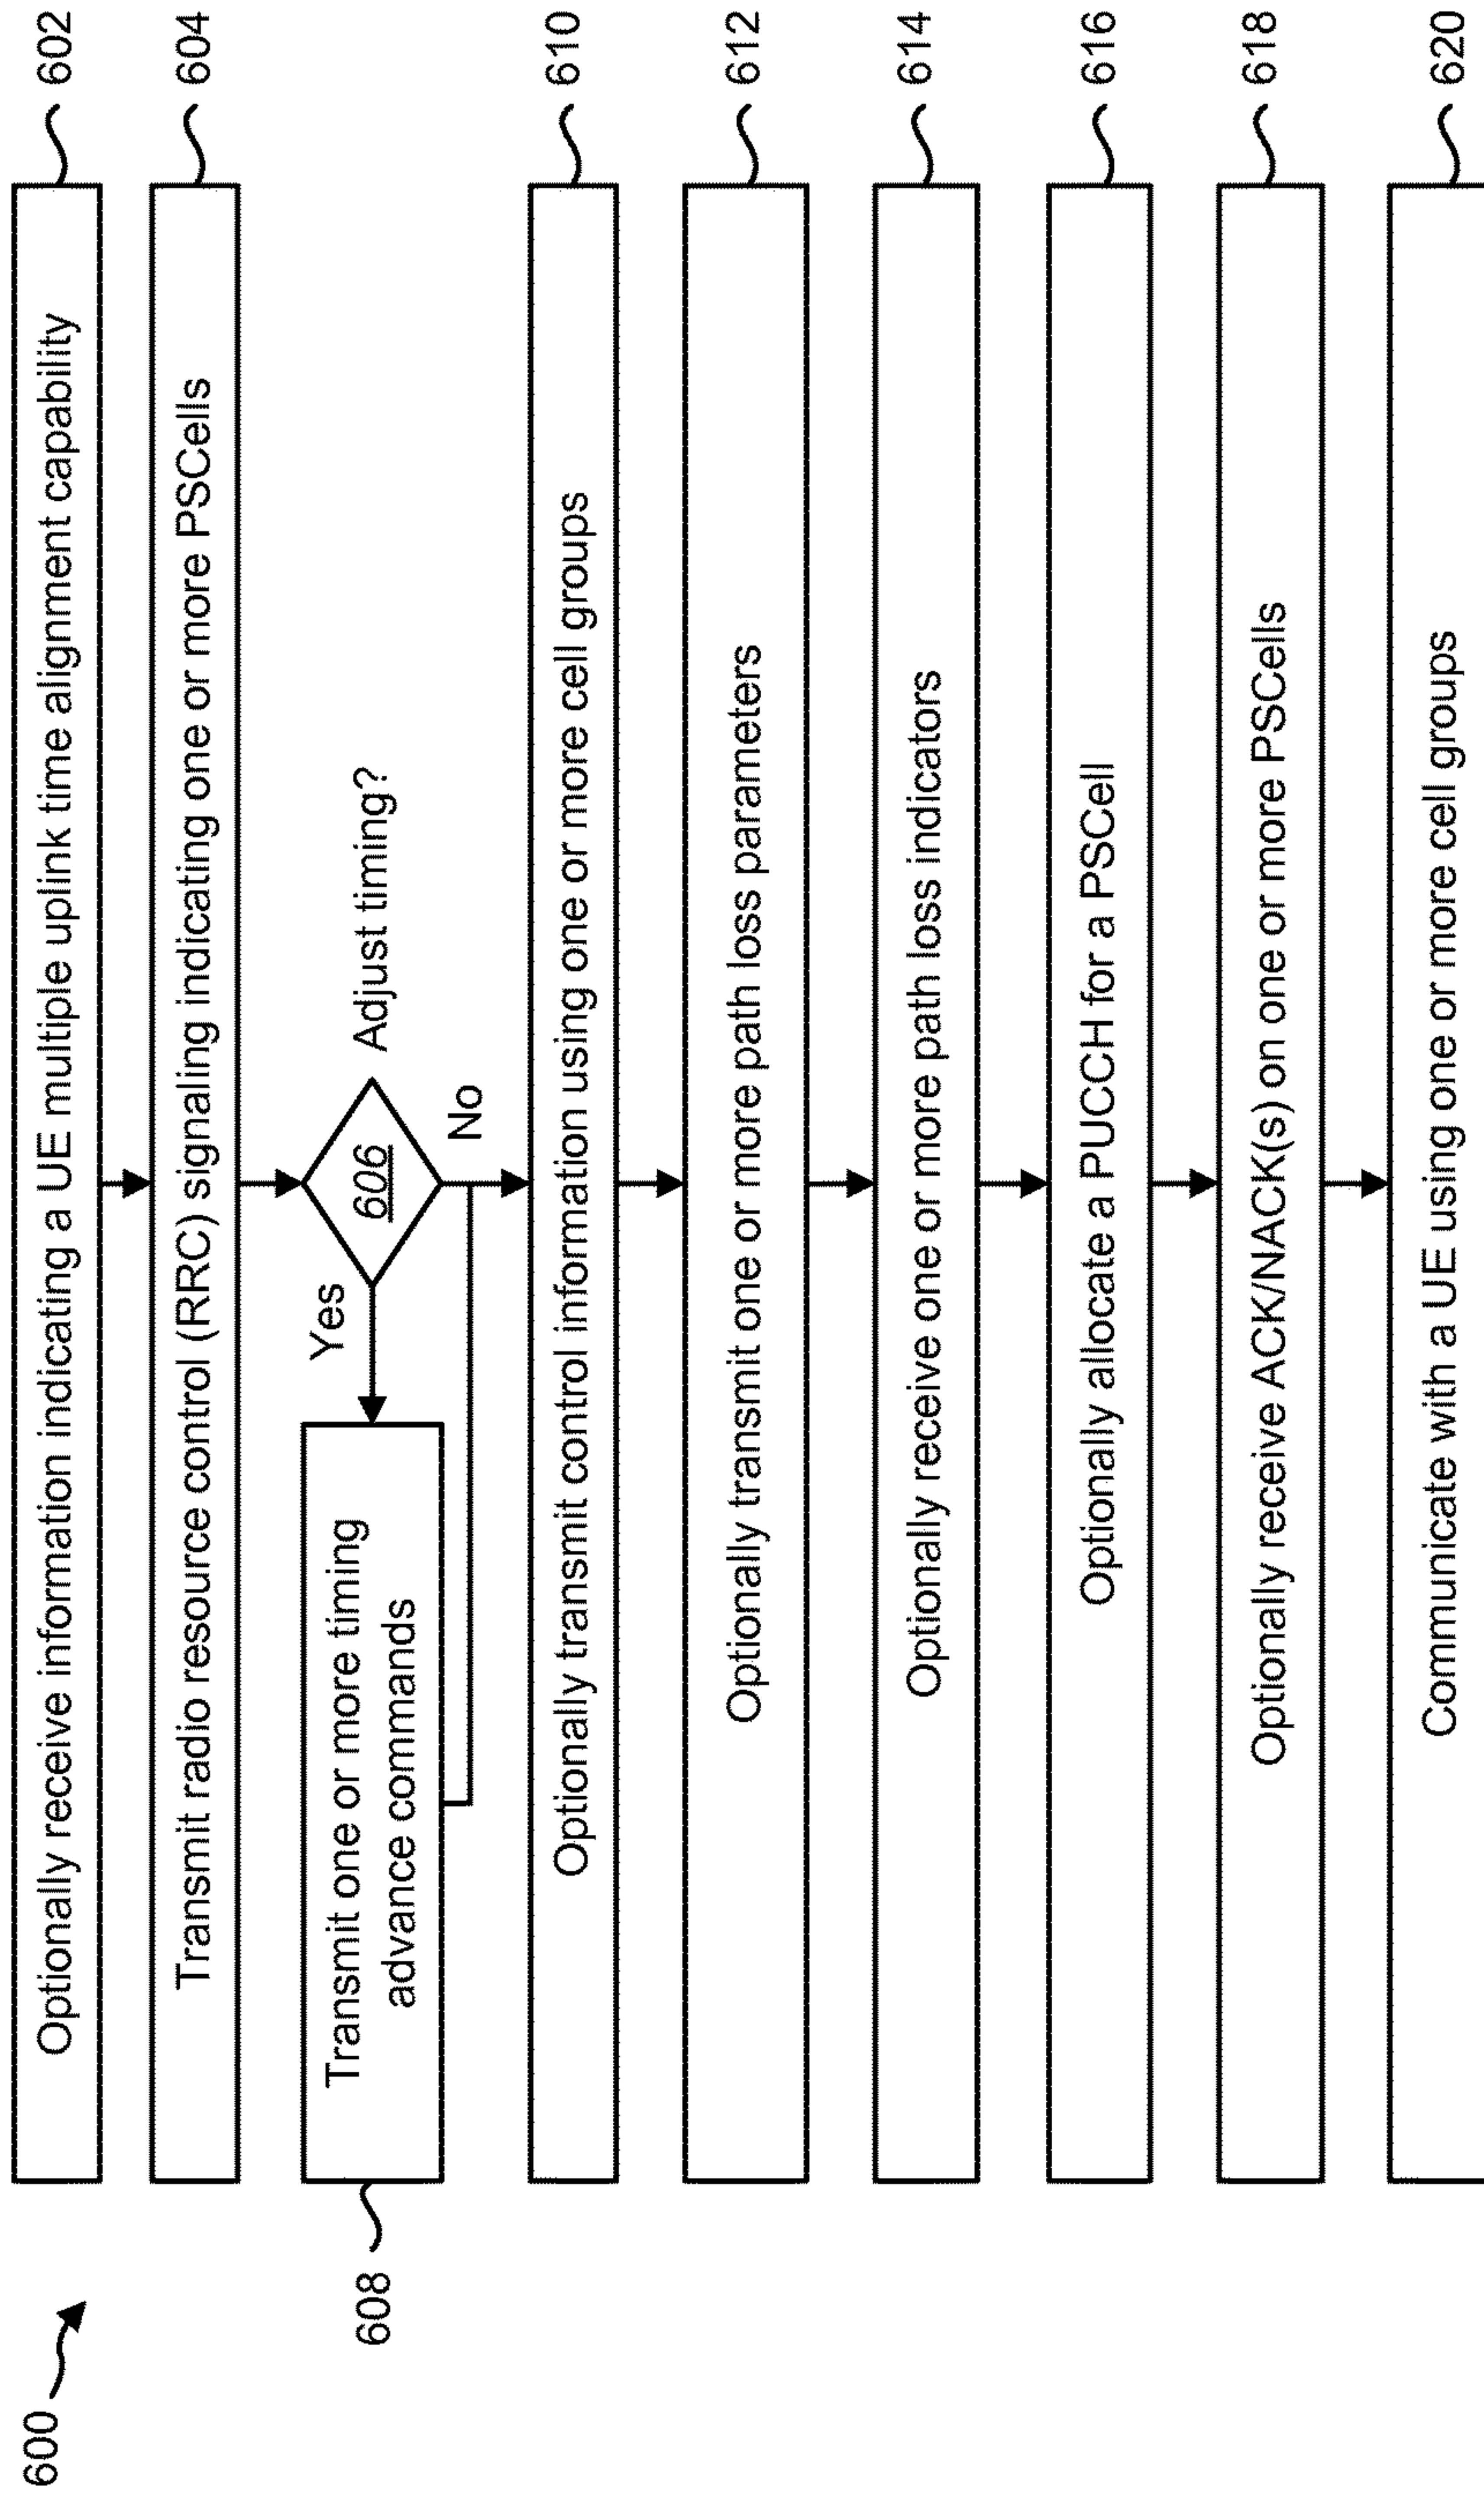 600
Optionally receive information indicating a UE multiple uplink time alignment capability
602
Transmit radio resource control (RRC) signaling indicating one or more PSCells
604
606
Adjust timing?
Yes
No
Transmit one or more timing
advance commands
608
Optionally transmit control information using one or more cell groups
610
Optionally transmit one or more path loss parameters
612
Optionally receive one or more path loss indicators
614
Optionally allocate a PUCCH for a PSCell
616
Optionally receive ACK/NACK(s) on one or more PSCells
618
Communicate with a UE using one or more cell groups
620